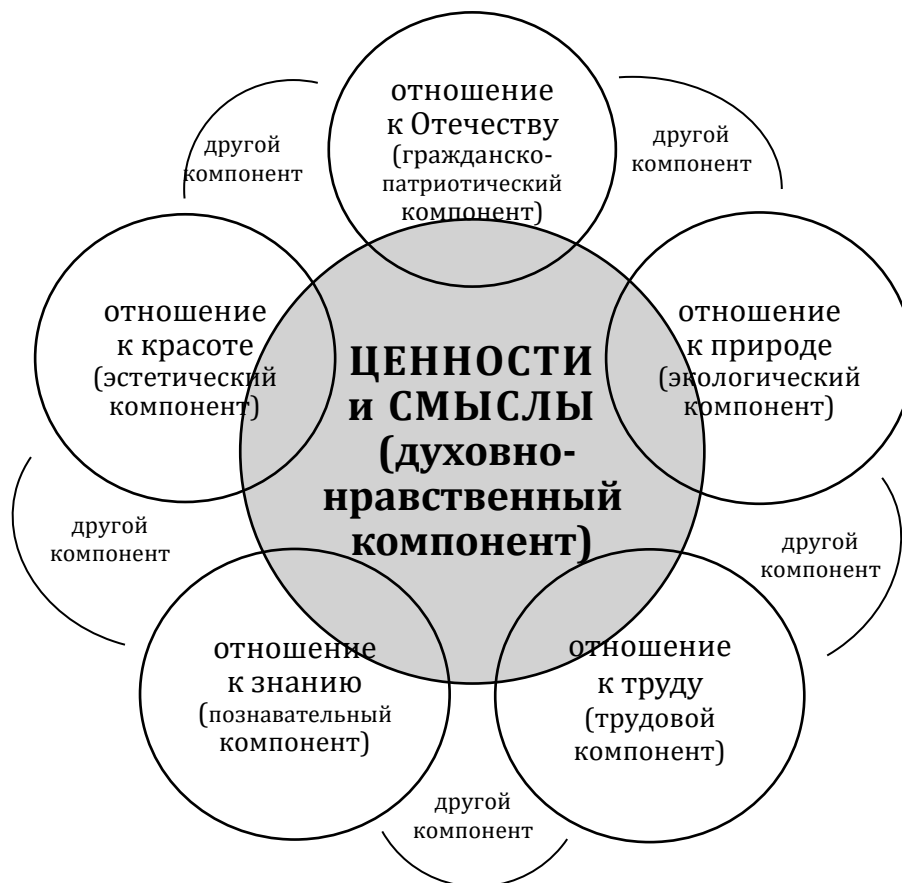 отношение
к Отечеству
(гражданско-
патриотический
компонент)
другой
компонент
другой
компонент
отношение
к красоте
(эстетический
компонент)
ЦЕННОСТИ
и СМЫСЛЫ
(духовно-
нравственный
компонент)
отношение
к природе
(экологический
компонент)
другой
компонент
другой
компонент
отношение
к знанию
(познавательный
компонент)
отношение
к труду
(трудовой
компонент)
другой
компонент